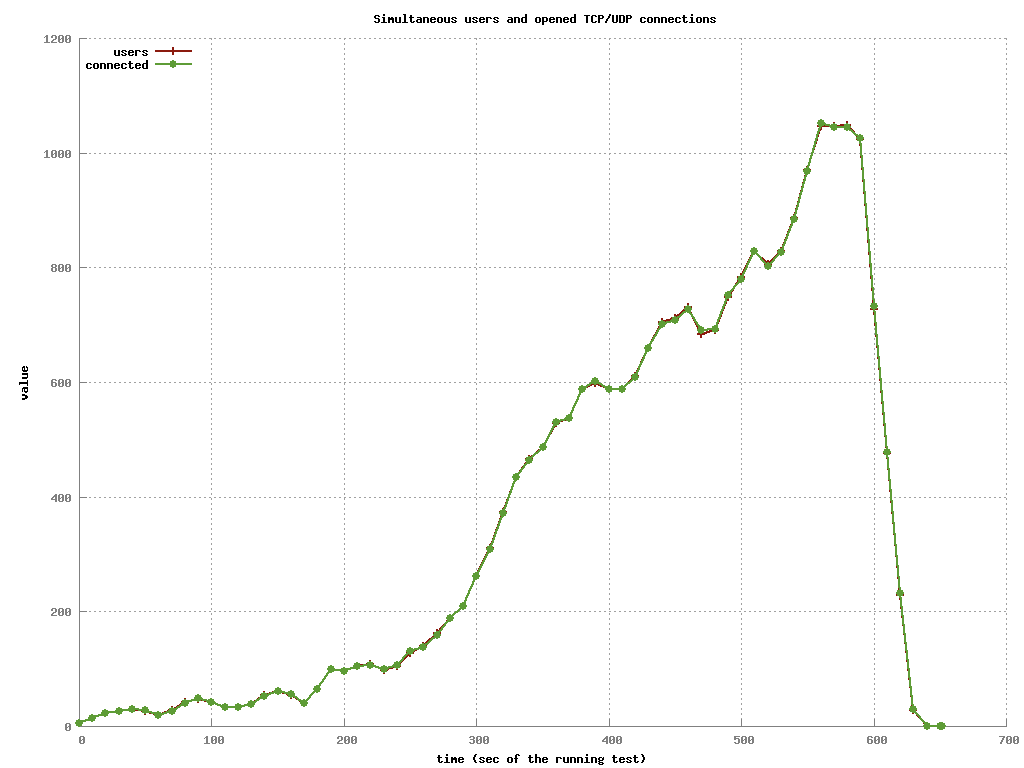 Simultaneous users and opened TCP/UDP connections
1200
users
connected
1000
800
value
600
400
200
0
0 100 200 300 400 500 600 700
time (sec of the running test)